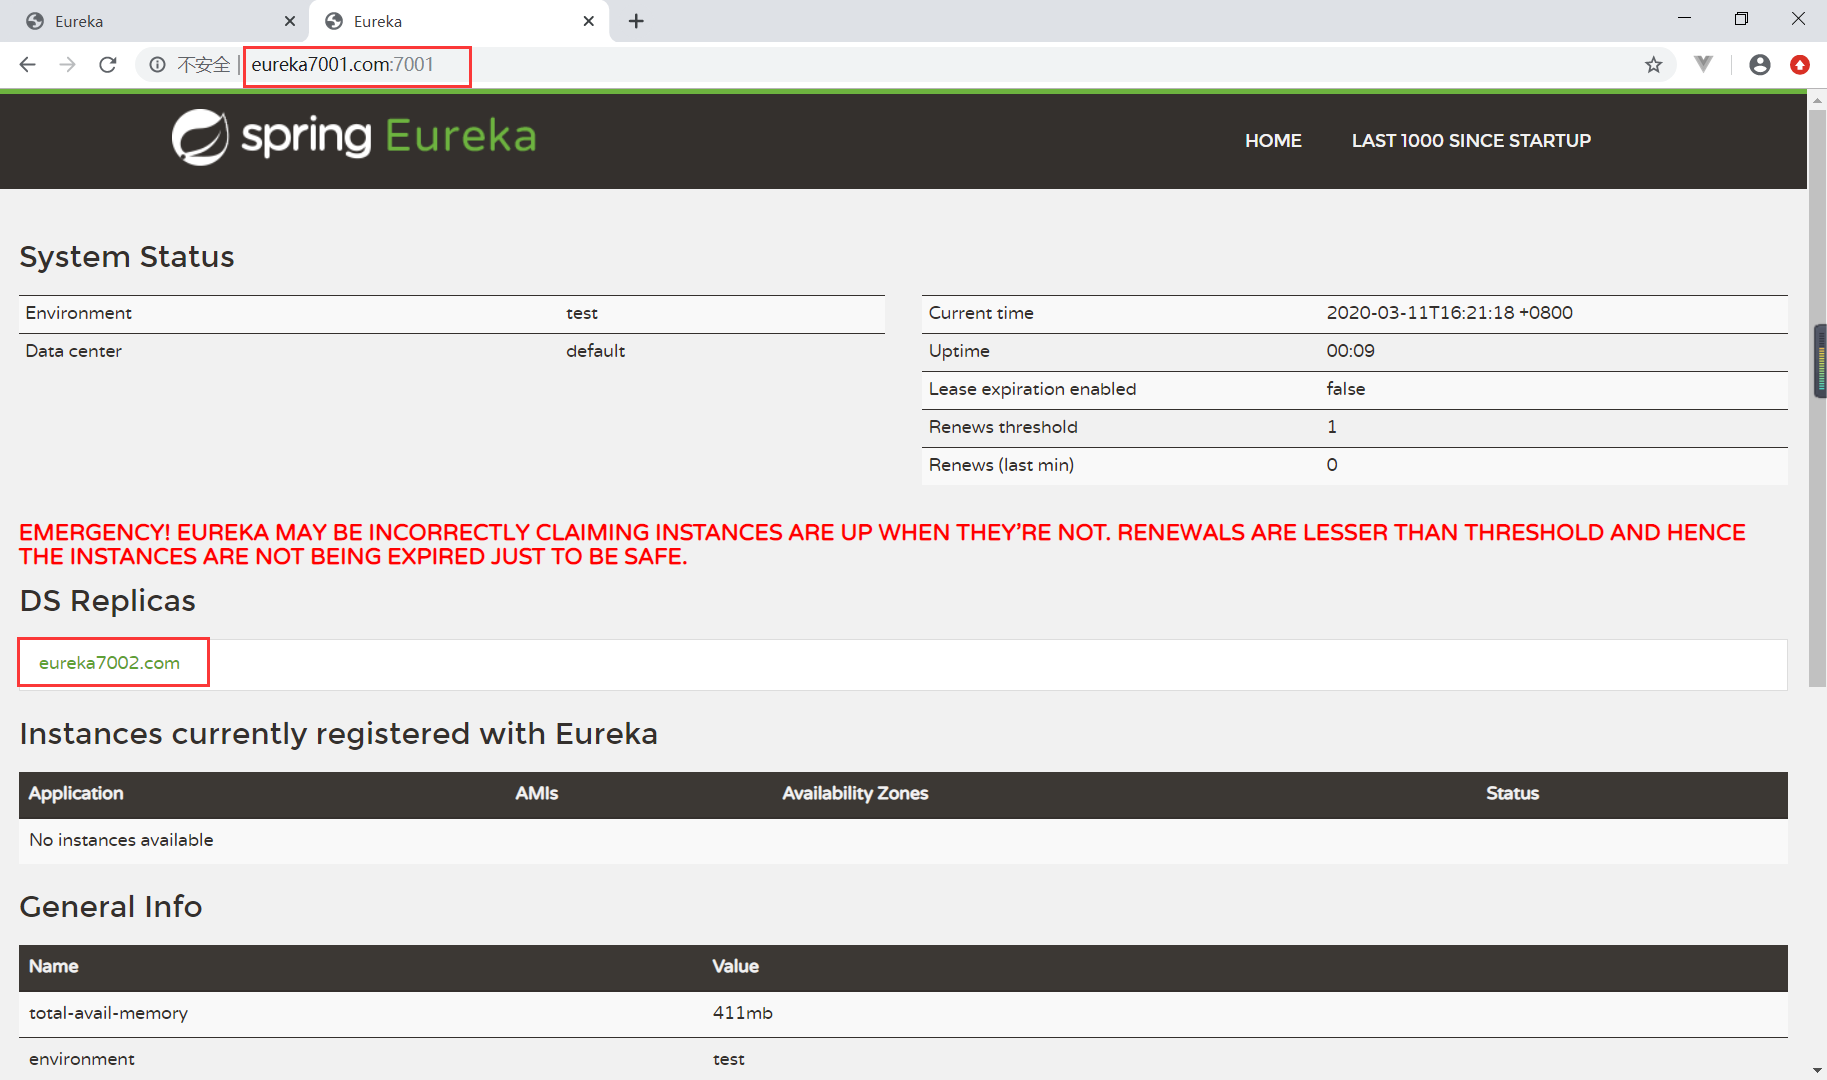 Eureka
Eureka
不安全 | eureka7001.com:7001
spring Eureka
HOME
LAST 1000 SINCE STARTUP
System Status
Environment test
Data center default
Current time 2020-03-11T16:21:18 +0800
Uptime 00:09
Lease expiration enabled false
Renews threshold 1
Renews (last min) 0
EMERGENCY! EUREKA MAY BE INCORRECTLY CLAIMING INSTANCES ARE UP WHEN THEY'RE NOT. RENEWALS ARE LESSER THAN THRESHOLD AND HENCE
THE INSTANCES ARE NOT BEING EXPIRED JUST TO BE SAFE.
DS Replicas
eureka7002.com
Instances currently registered with Eureka
Application AMIs Availability Zones Status
No instances available
General Info
Name Value
total-avail-memory 411mb
environment test